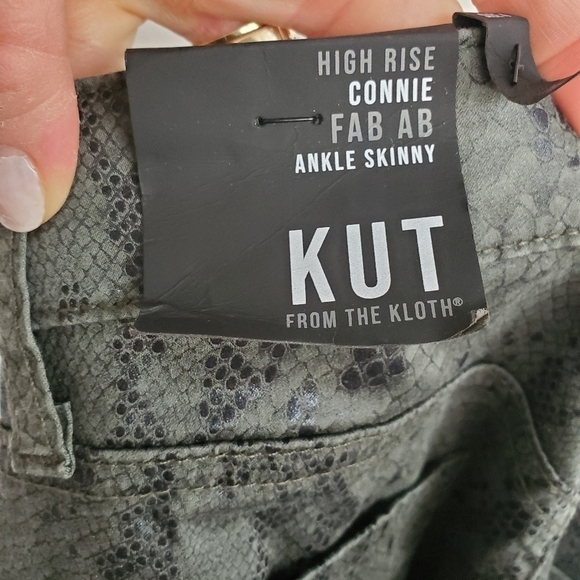 HIGH RISE
CONNIE
FAB AB
ANKLE SKINNY
KUT
FROM THE KLOTH®